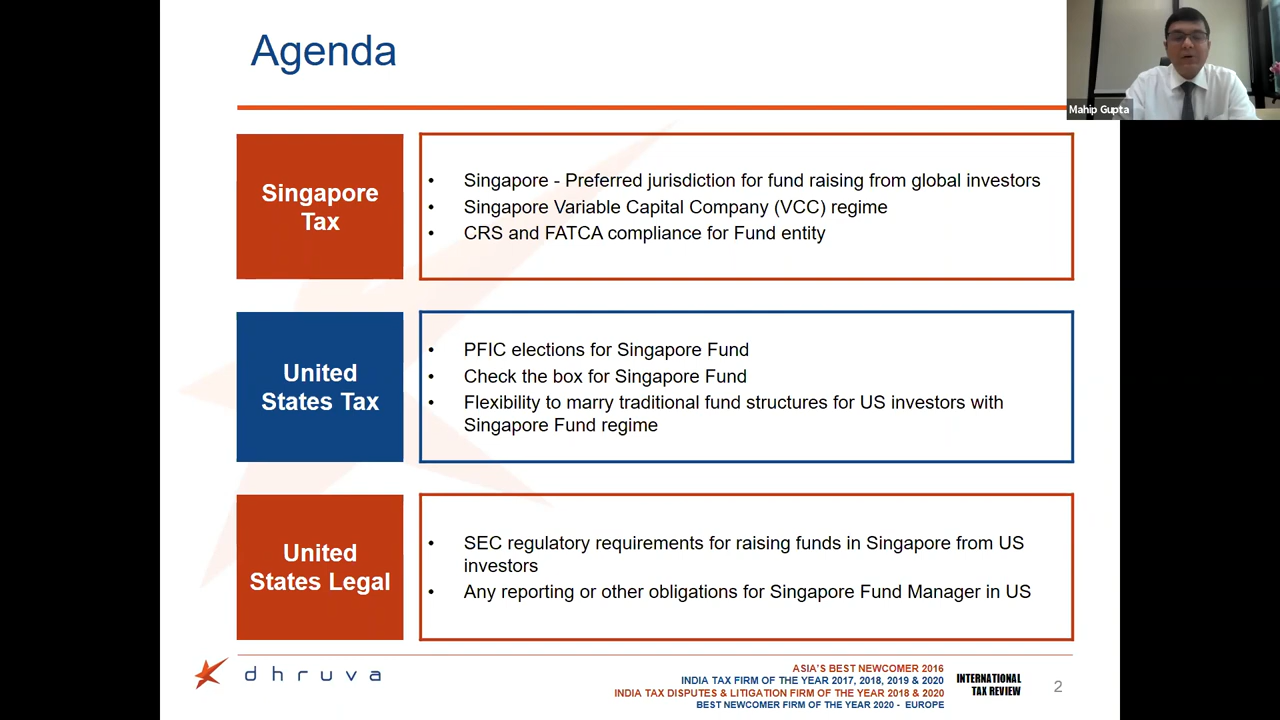 Agenda
Mahip Gupta
Singapore
Tax
• Singapore - Preferred jurisdiction for fund raising from global investors
• Singapore Variable Capital Company (VCC) regime
• CRS and FATCA compliance for Fund entity
United
States Tax
• PFIC elections for Singapore Fund
• Check the box for Singapore Fund
• Flexibility to marry traditional fund structures for US investors with
Singapore Fund regime
United
States Legal
• SEC regulatory requirements for raising funds in Singapore from US
investors
• Any reporting or other obligations for Singapore Fund Manager in US
dhruva
ASIA'S BEST NEWCOMER 2016
INDIA TAX FIRM OF THE YEAR 2017, 2018, 2019 & 2020
INDIA TAX DISPUTES & LITIGATION FIRM OF THE YEAR 2018 & 2020
BEST NEWCOMER FIRM OF THE YEAR 2020 - EUROPE
INTERNATIONAL
TAX REVIEW
2